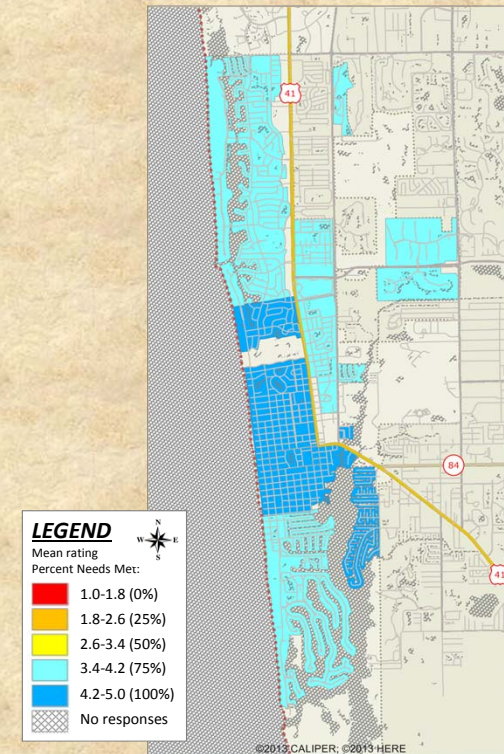 41
84
41
LEGEND
N
W E
S
Mean rating
Percent Needs Met:
1.0-1.8 (0%)
1.8-2.6 (25%)
2.6-3.4 (50%)
3.4-4.2 (75%)
4.2-5.0 (100%)
No responses
©2013 CALIPER; ©2013 HERE